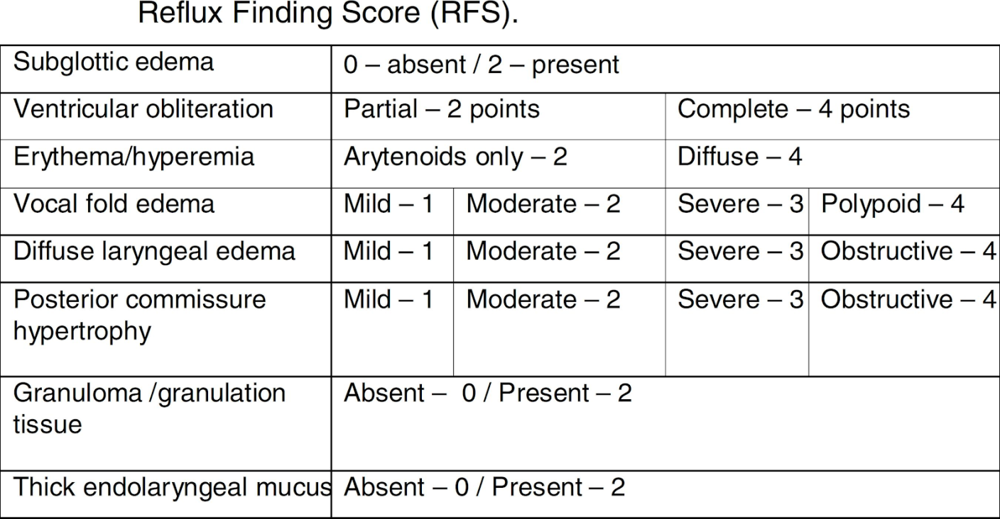 Reflux Finding Score (RFS).
Subglottic edema 0 – absent / 2 – present
Ventricular obliteration Partial – 2 points Complete – 4 points
Erythema/hyperemia Arytenoids only – 2 Diffuse – 4
Vocal fold edema Mild – 1 Moderate – 2 Severe – 3 Polypoid – 4
Diffuse laryngeal edema Mild – 1 Moderate – 2 Severe – 3 Obstructive – 4
Posterior commissure Mild – 1 Moderate – 2 Severe – 3 Obstructive – 4
hypertrophy
Granuloma /granulation Absent – 0 / Present – 2
tissue
Thick endolaryngeal mucus Absent – 0 / Present – 2